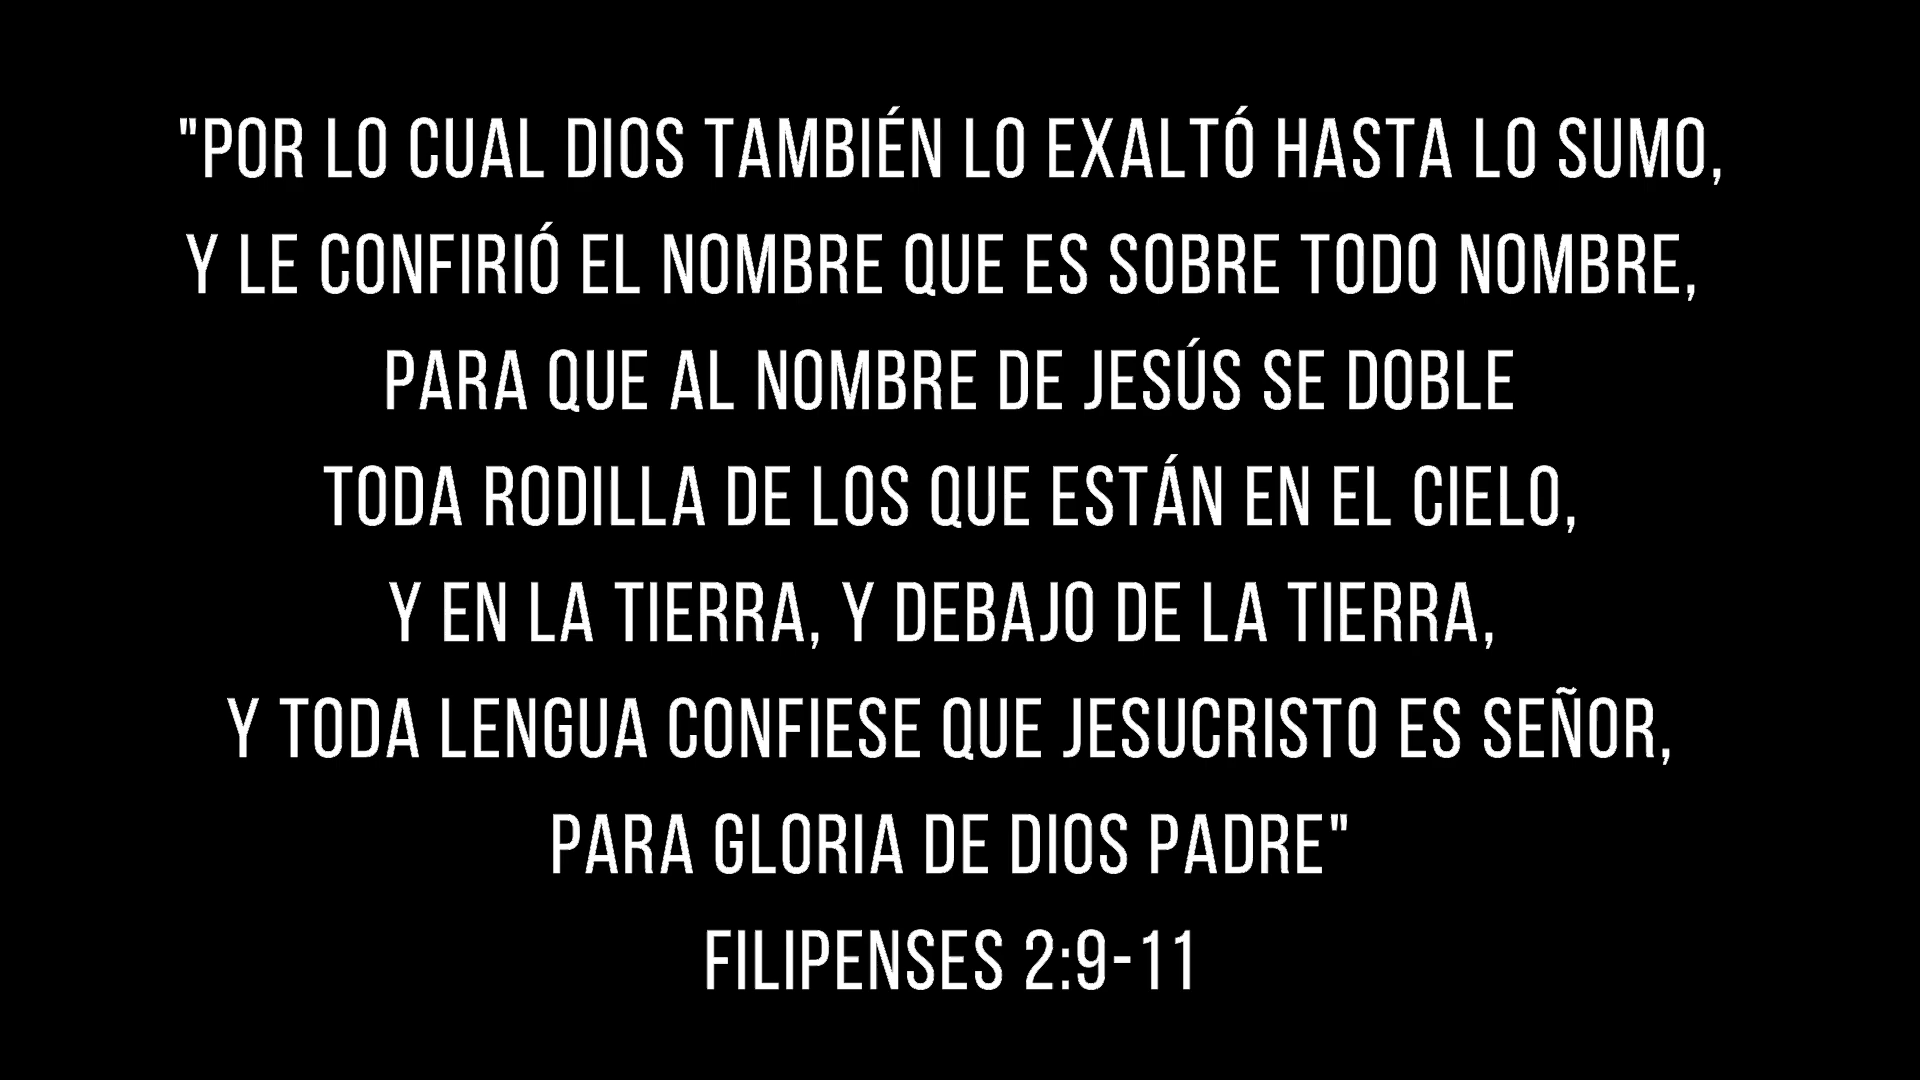 "POR LO CUAL DIOS TAMBIÉN LO EXALTÓ HASTA LO SUMO,
Y LE CONFIRIÓ EL NOMBRE QUE ES SOBRE TODO NOMBRE,
PARA QUE AL NOMBRE DE JESÚS SE DOBLE
TODA RODILLA DE LOS QUE ESTÁN EN EL CIELO,
Y EN LA TIERRA, Y DEBAJO DE LA TIERRA,
Y TODA LENGUA CONFIESE QUE JESUCRISTO ES SEÑOR,
PARA GLORIA DE DIOS PADRE"
FILIPENSES 2:9-11